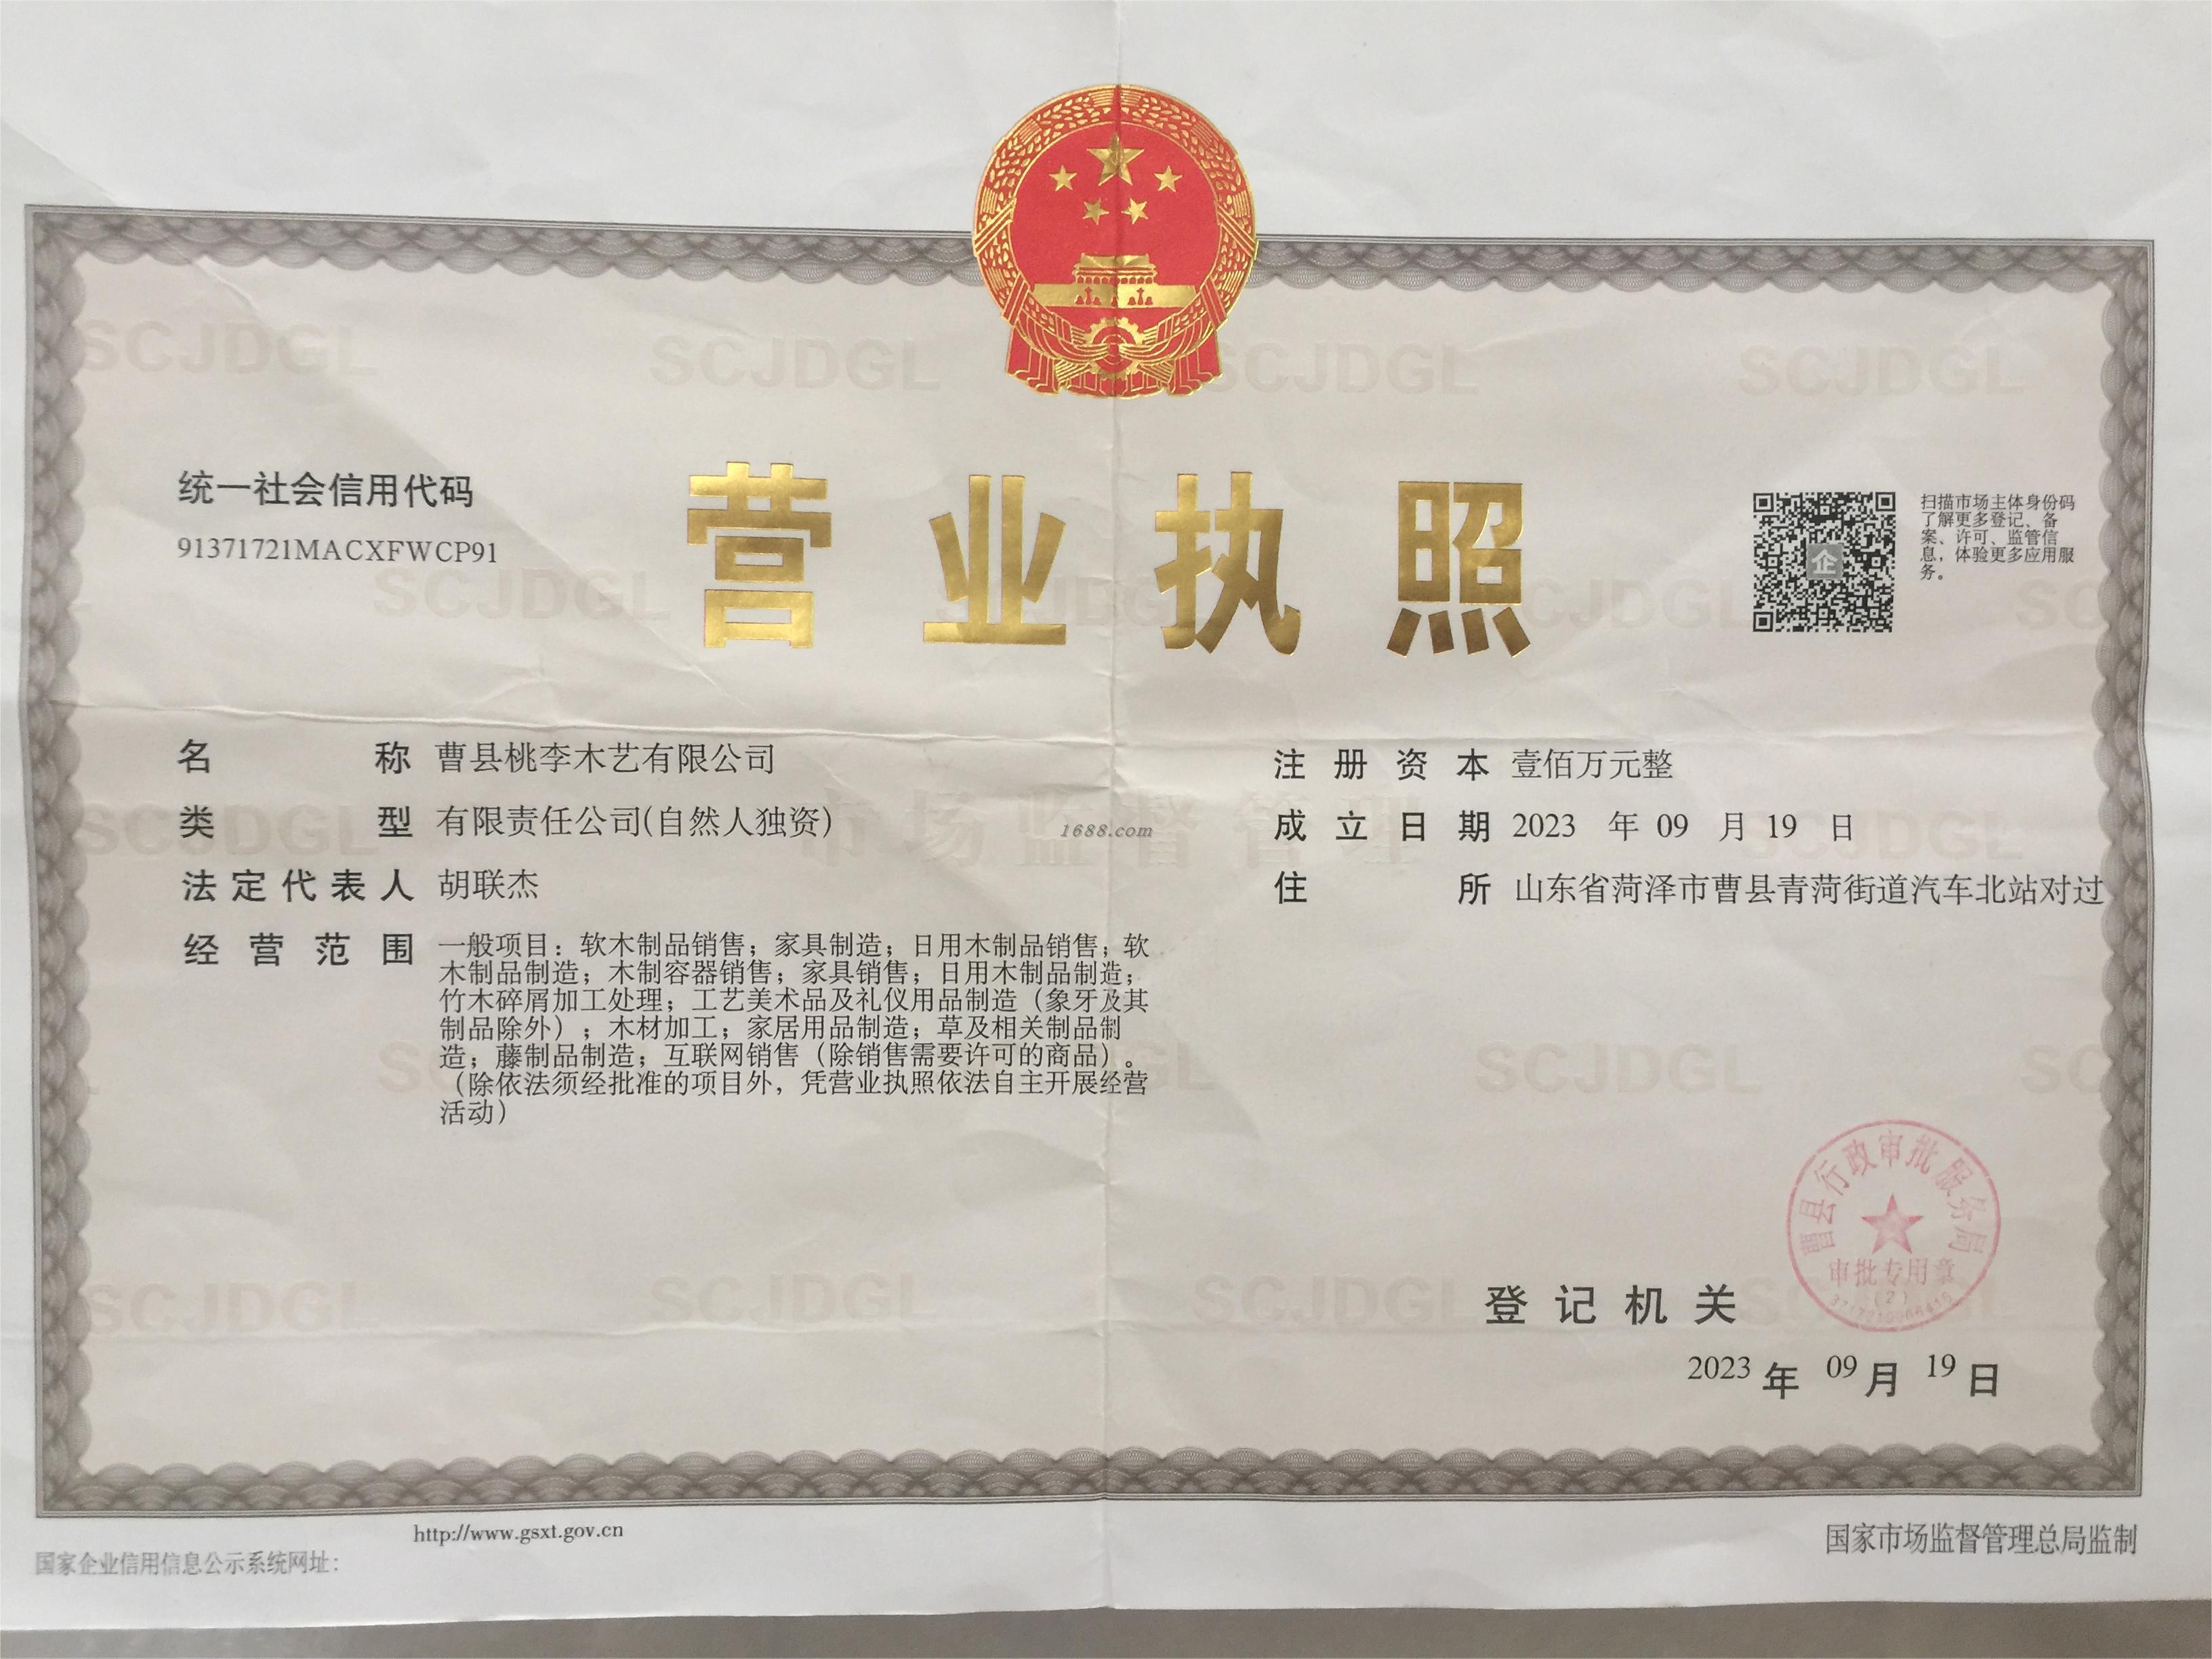 统一社会信用代码
91371721MACXFWCP91
营业执照
扫描市场主体身份码
了解更多登记、备
案、许可、监管信
息，体验更多应用服
务。
名称 曹县桃李木艺有限公司
类型 有限责任公司(自然人独资)
法定代表人 胡联杰
经营范围 一般项目：软木制品销售；家具制造；日用木制品销售；软
木制品制造；木制容器销售；家具销售；日用木制品制造；
竹木碎屑加工处理；工艺美术品及礼仪用品制造（象牙及其
制品除外）；木材加工；家居用品制造；草及相关制品制
造；藤制品制造；互联网销售（除销售需要许可的商品）。
（除依法须经批准的项目外，凭营业执照依法自主开展经营
活动）
注册资本 壹佰万元整
成立日期 2023 年 09 月 19 日
住所 山东省菏泽市曹县青菏街道汽车北站对过
1688.com
市场监督管理
SCJDGL
曹县行政审批服务局
审批专用章
（2）
登记机关
2023 年 09 月 19 日
http://www.gsxt.gov.cn
国家企业信用信息公示系统网址：
国家市场监督管理总局监制